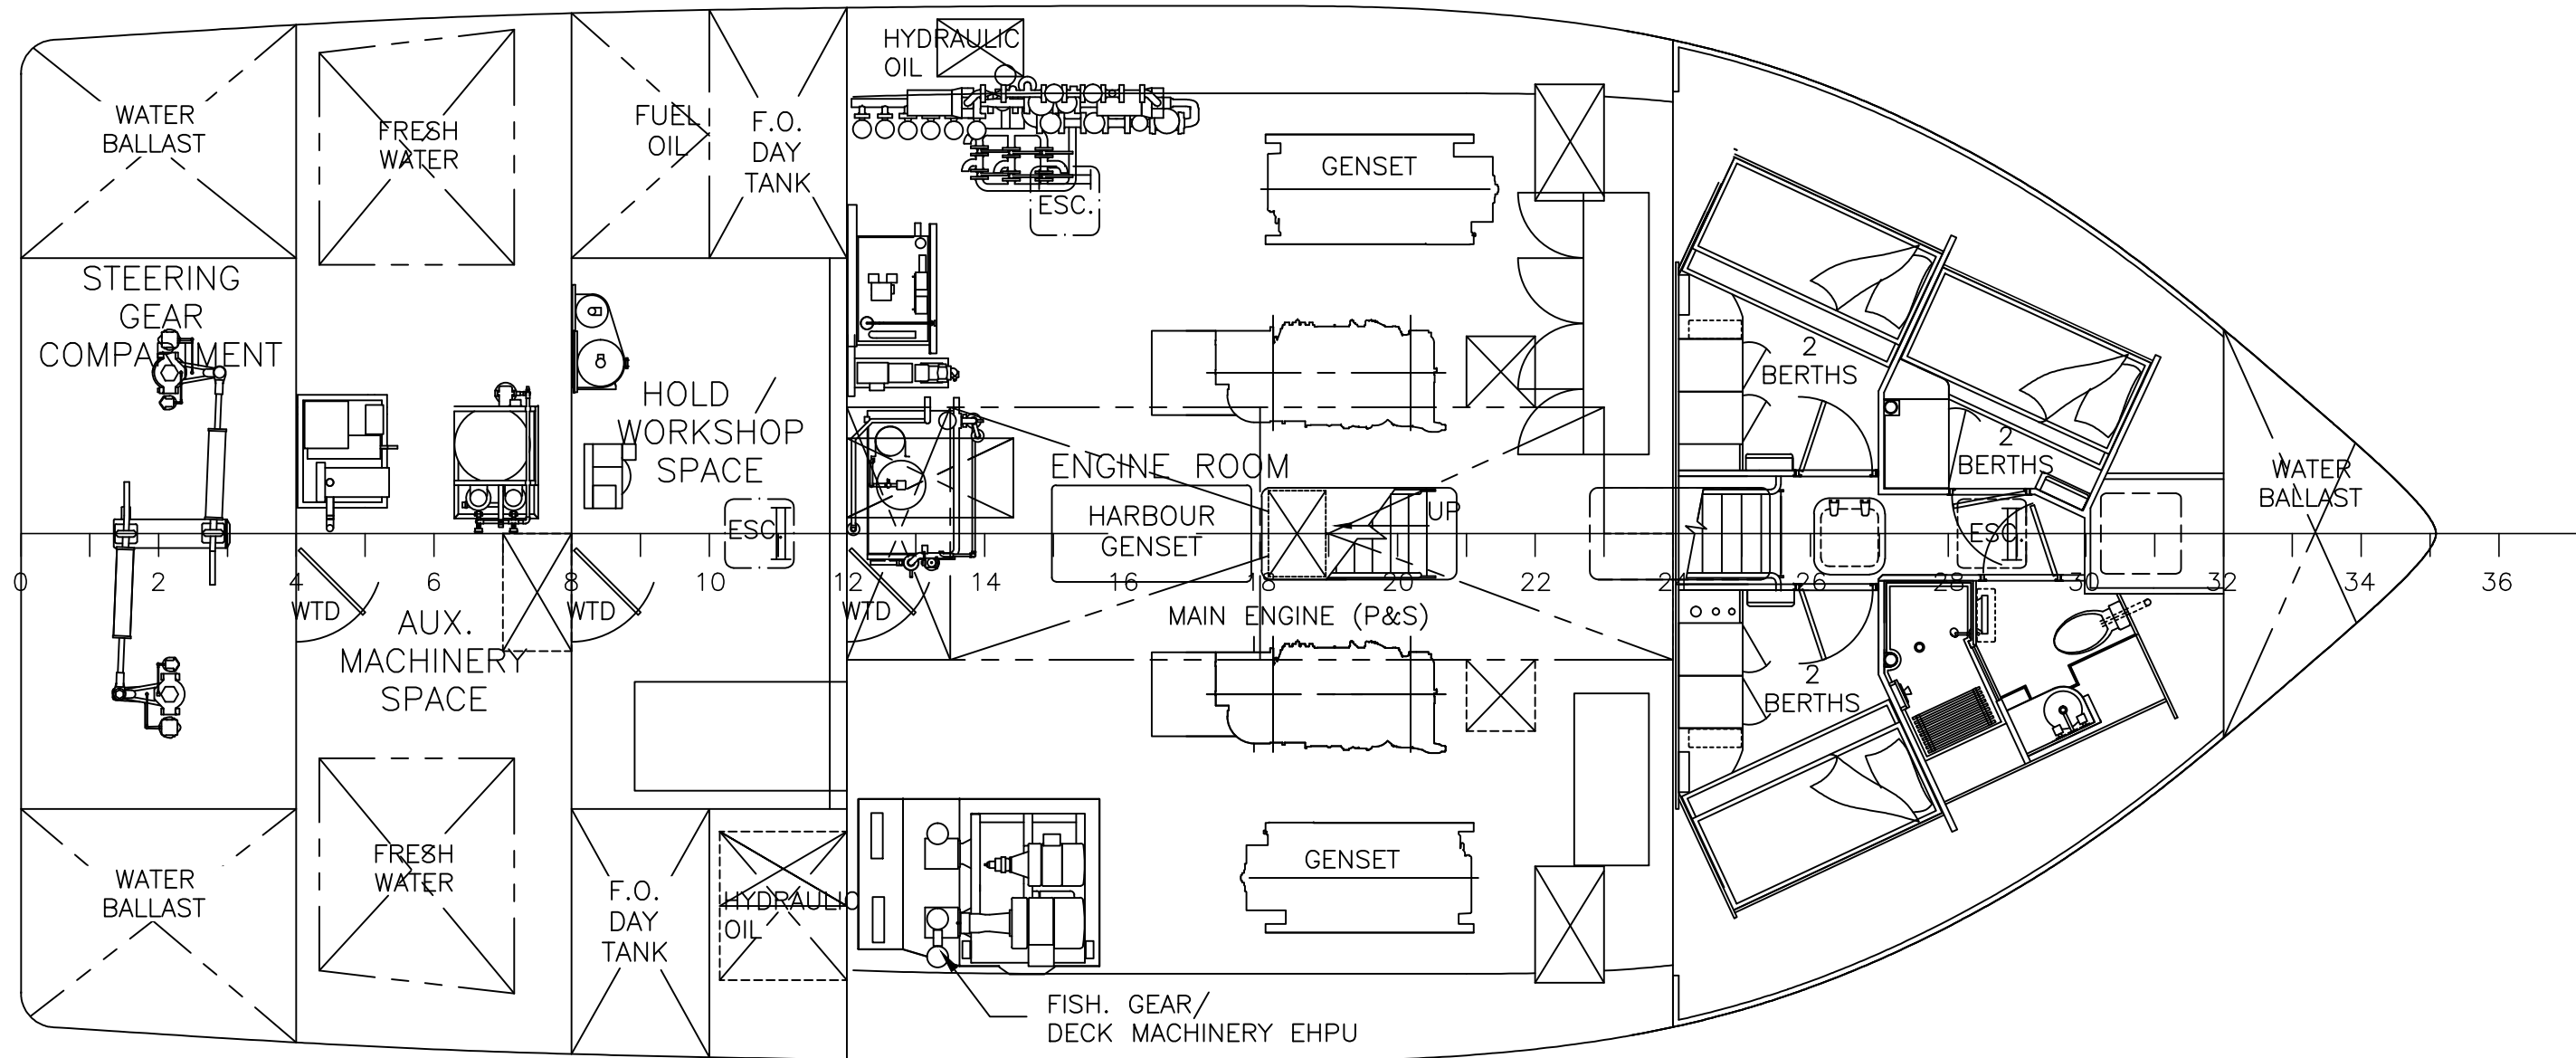 HYDRAULIC
OIL
WATER
BALLAST
FRESH
WATER
FUEL
OIL
F.O.
DAY
TANK
GENSET
ESC.
STEERING
GEAR
COMPARTMENT
HOLD /
WORKSHOP
SPACE
2
BERTHS
2
BERTHS
ENGINE ROOM
WATER
BALLAST
HARBOUR
GENSET
UP
ESC.
ESC.
0 2 4 6 8 10 12 14 16 18 20 22 24 26 28 30 32 34 36
WTD
WTD
WTD
MAIN ENGINE (P&S)
AUX.
MACHINERY
SPACE
2
BERTHS
FRESH
WATER
WATER
BALLAST
F.O.
DAY
TANK
HYDRAULIC
OIL
GENSET
FISH. GEAR/
DECK MACHINERY EHPU